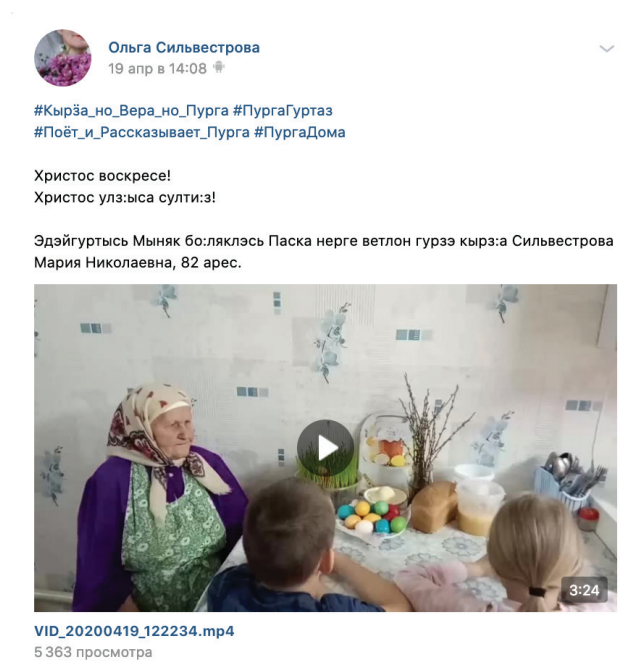 Ольга Сильвестрова
19 апр в 14:08
#Кырӟа_но_Вера_но_Пурга #ПургаГуртаз
#Поёт_и_Рассказывает_Пурга #ПургаДома
Христос воскресе!
Христос улз:ыса султи:з!
Эдэйгуртысь Мыняк бо:ляклэсь Паска нерге ветлон гурзэ кырз:а Сильвестрова
Мария Николаевна, 82 арес.
3:24
VID_20200419_122234.mp4
5 363 просмотра